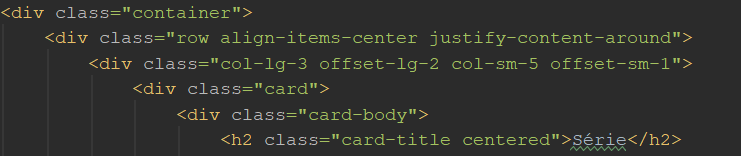 <div class="container">
<div class="row align-items-center justify-content-around">
<div class="col-lg-3 offset-lg-2 col-sm-5 offset-sm-1">
<div class="card">
<div class="card-body">
<h2 class="card-title centered">Série</h2>